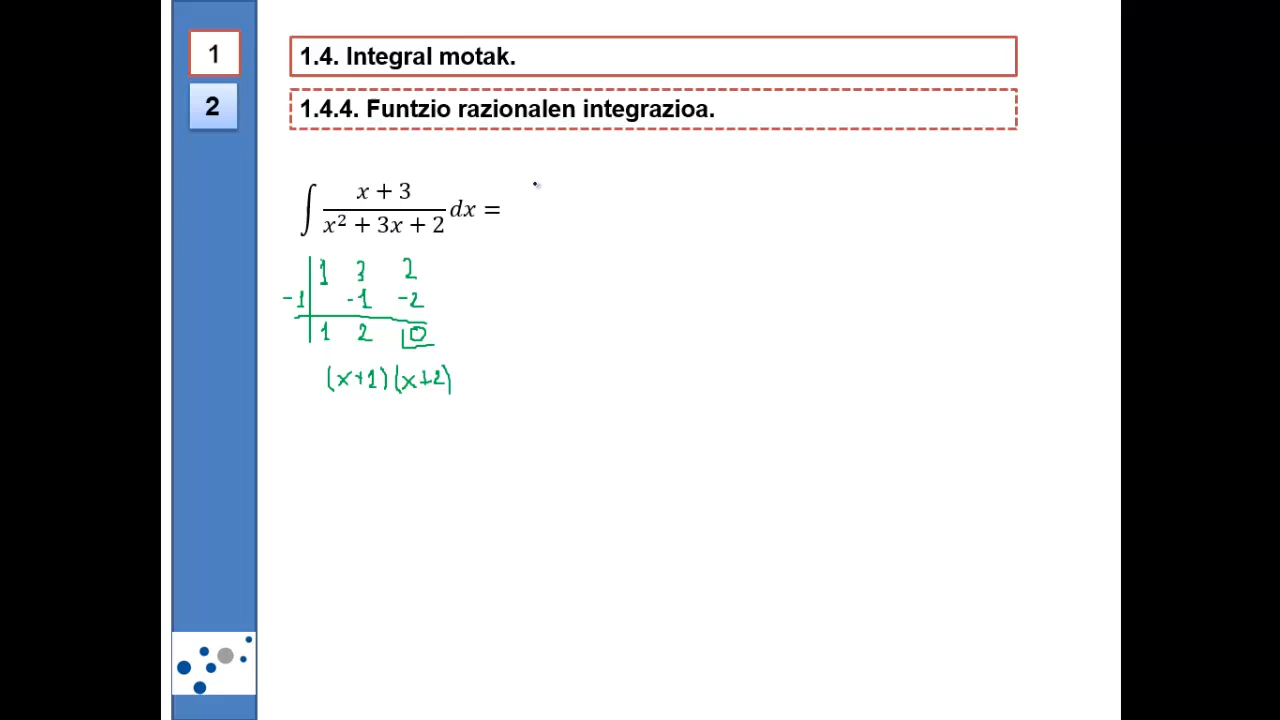 1
2
1.4. Integral motak.
1.4.4. Funtzio razionalen integrazioa.
∫ (x + 3)/(x² + 3x + 2) dx =
1 3 2
-1 -1 -2
1 2 0
(x+1)(x+2)